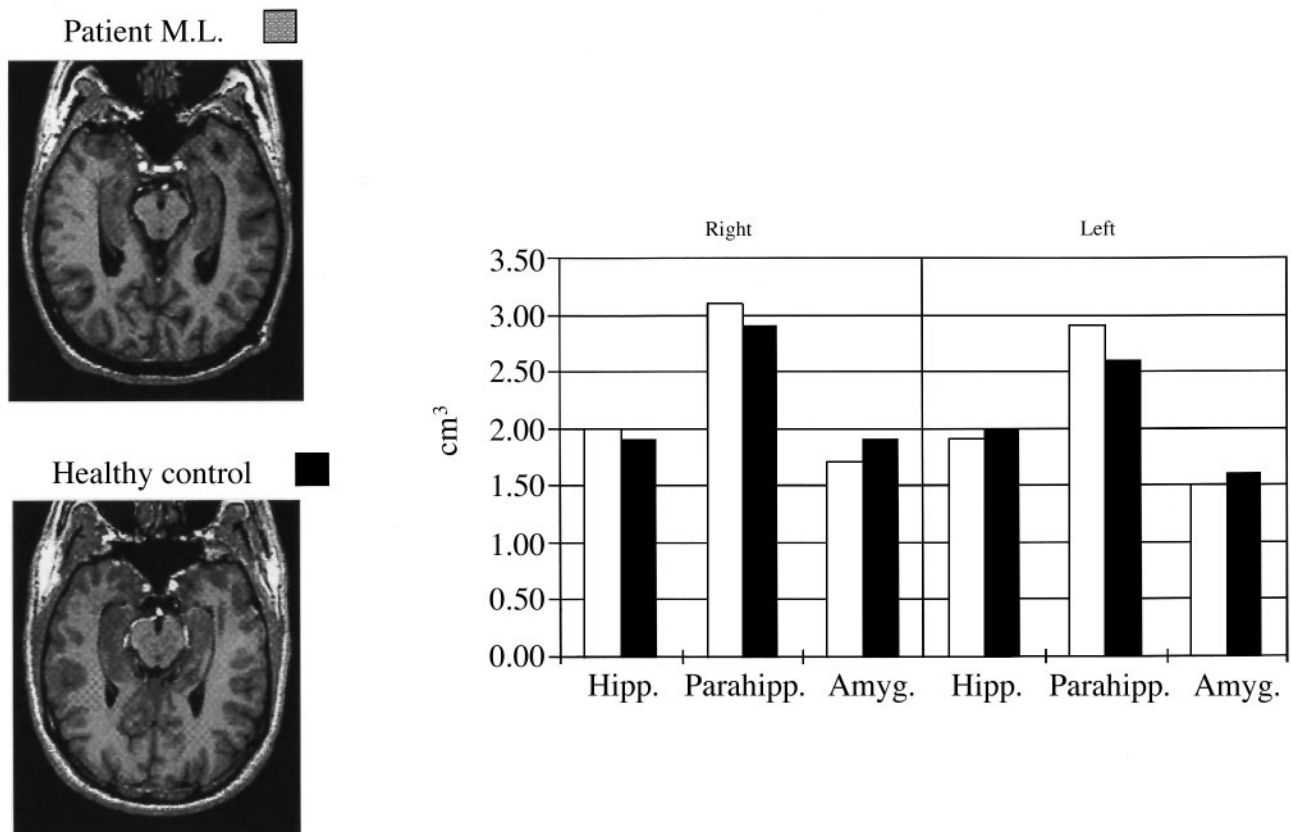 Patient M.L.
Healthy control
Right Left
cm³
3.50
3.00
2.50
2.00
1.50
1.00
0.50
0.00
Hipp. Parahipp. Amyg. Hipp. Parahipp. Amyg.